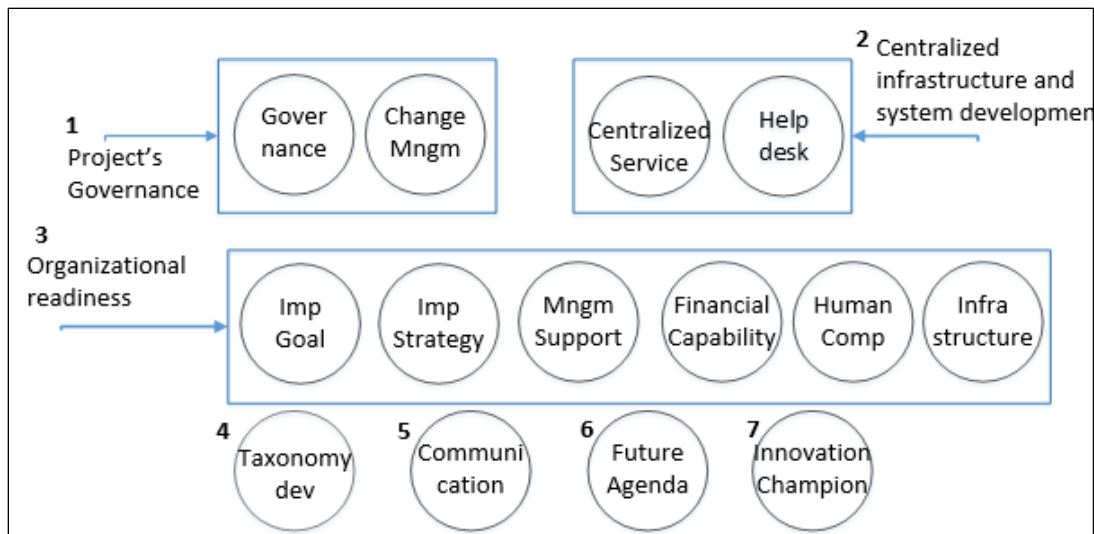 1
Project's
Governance
Gover
nance
Change
Mngm
Centralized
Service
Help
desk
2
Centralized
infrastructure and
system development
3
Organizational
readiness
Imp
Goal
Imp
Strategy
Mngm
Support
Financial
Capability
Human
Comp
Infra
structure
4
Taxonomy
dev
5
Communi
cation
6
Future
Agenda
7
Innovation
Champion